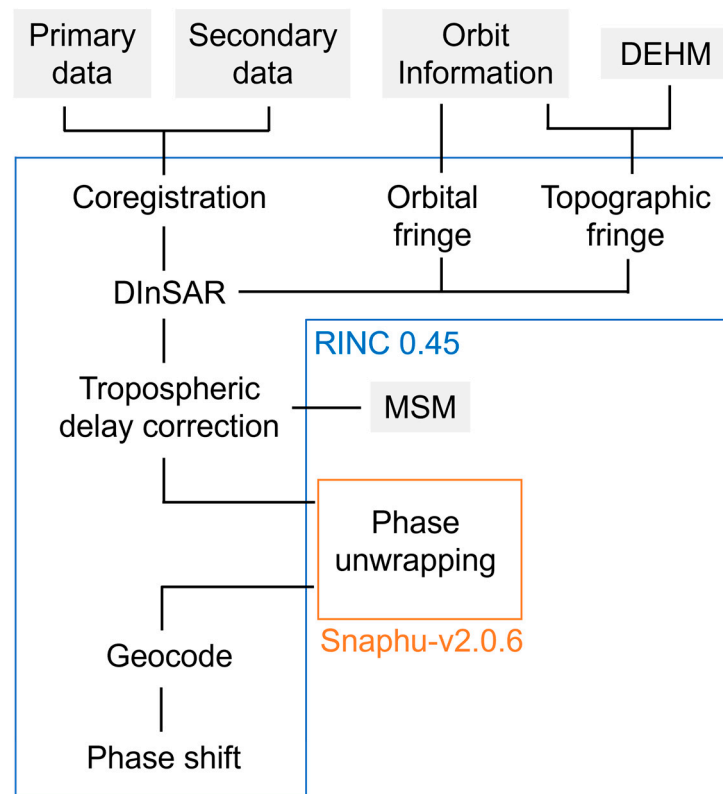 Primary
data
Secondary
data
Orbit
Information
DEHM
Coregistration
Orbital
fringe
Topographic
fringe
DInSAR
RINC 0.45
Tropospheric
delay correction
MSM
Phase
unwrapping
Snaphu-v2.0.6
Geocode
Phase shift